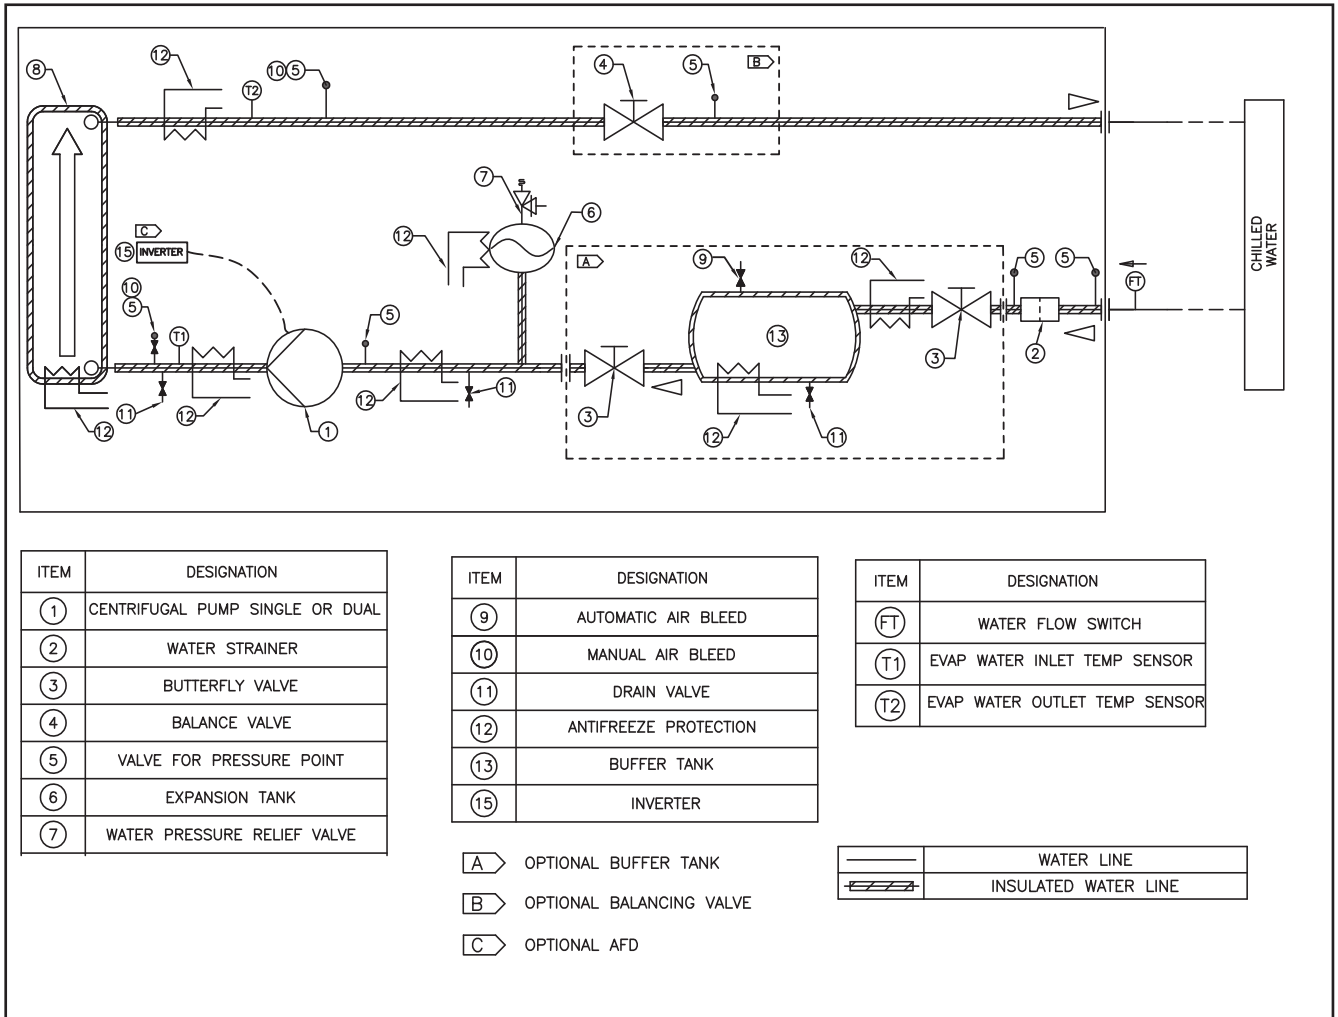 12
8
T2
10 5
4
5
B
7
6
C
15 INVERTER
12
A
9
12
5
5
FT
CHILLED
WATER
10
5
T1
5
13
3
2
11
12
12
1
12
11
3
12
11
ITEM DESIGNATION
1 CENTRIFUGAL PUMP SINGLE OR DUAL
2 WATER STRAINER
3 BUTTERFLY VALVE
4 BALANCE VALVE
5 VALVE FOR PRESSURE POINT
6 EXPANSION TANK
7 WATER PRESSURE RELIEF VALVE
ITEM DESIGNATION
9 AUTOMATIC AIR BLEED
10 MANUAL AIR BLEED
11 DRAIN VALVE
12 ANTIFREEZE PROTECTION
13 BUFFER TANK
15 INVERTER
ITEM DESIGNATION
FT WATER FLOW SWITCH
T1 EVAP WATER INLET TEMP SENSOR
T2 EVAP WATER OUTLET TEMP SENSOR
A OPTIONAL BUFFER TANK
B OPTIONAL BALANCING VALVE
C OPTIONAL AFD
WATER LINE
INSULATED WATER LINE